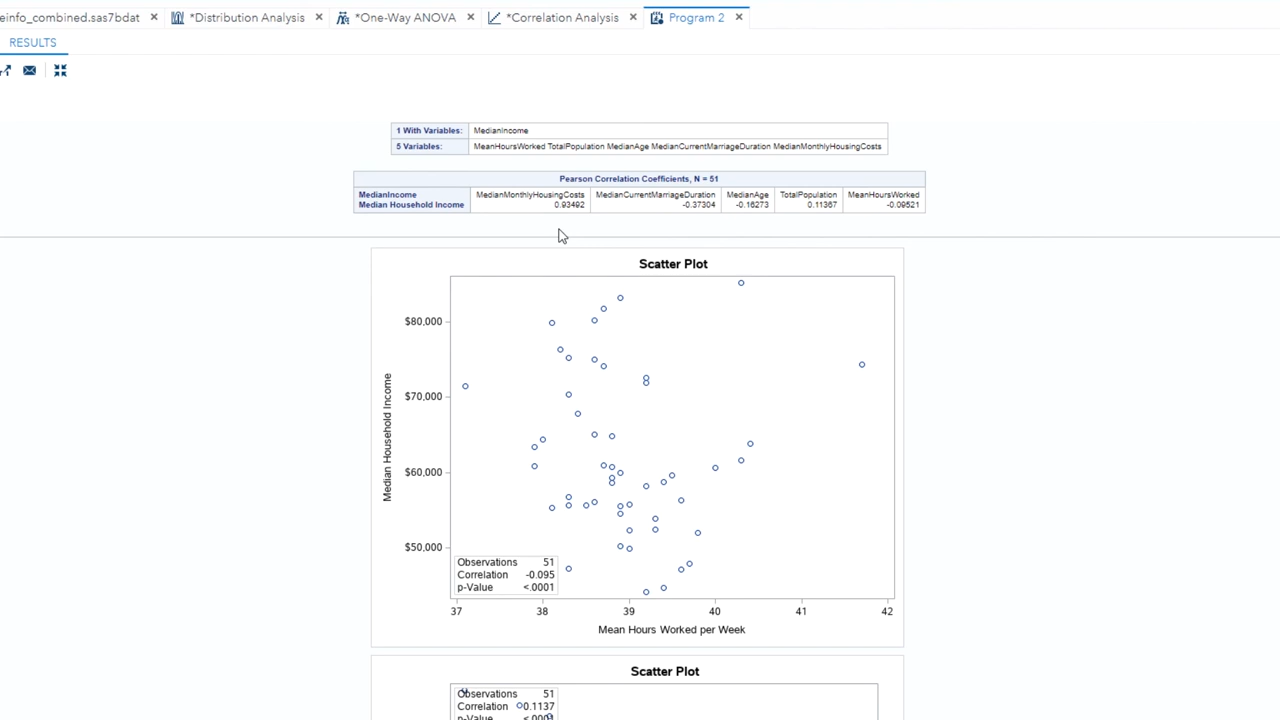 einfo_combined.sas7bdat *Distribution Analysis *One-Way ANOVA *Correlation Analysis Program 2
RESULTS
1 With Variables: MedianIncome
5 Variables: MeanHoursWorked TotalPopulation MedianAge MedianCurrentMarriageDuration MedianMonthlyHousingCosts
Pearson Correlation Coefficients, N = 51
MedianIncome MedianMonthlyHousingCosts MedianCurrentMarriageDuration MedianAge TotalPopulation MeanHoursWorked
Median Household Income 0.93492 -0.37304 -0.16273 0.11367 -0.09521
Scatter Plot
$80,000
$70,000
$60,000
$50,000
Median Household Income
Observations 51
Correlation -0.095
p-Value <.0001
37 38 39 40 41 42
Mean Hours Worked per Week
Scatter Plot
Observations 51
Correlation 0.1137
p-Value <.0001